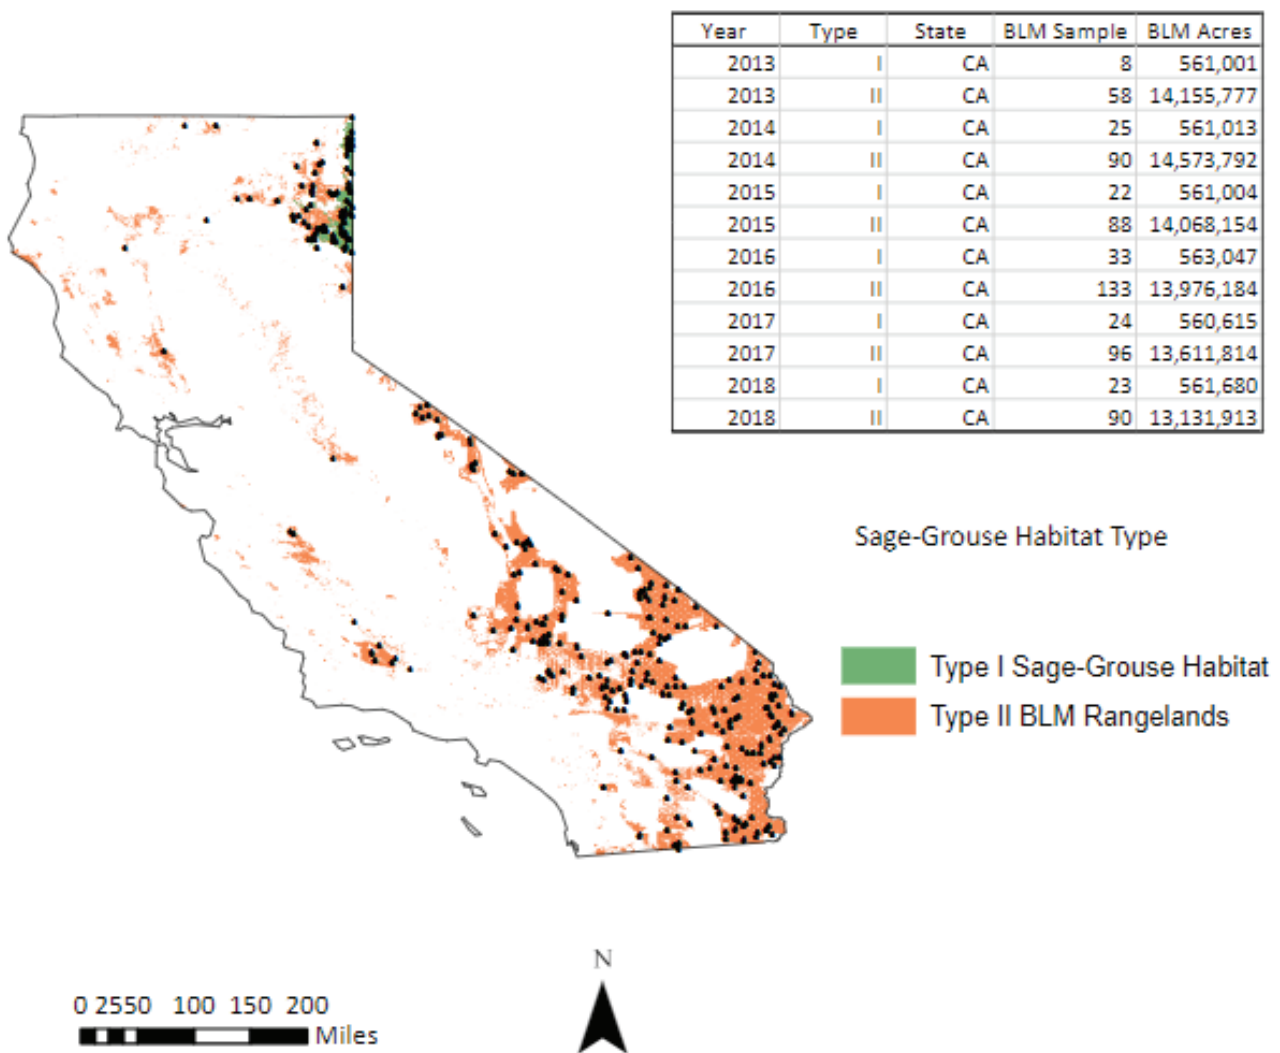 Year Type State BLM Sample BLM Acres
2013 I CA 8 561,001
2013 II CA 58 14,155,777
2014 I CA 25 561,013
2014 II CA 90 14,573,792
2015 I CA 22 561,004
2015 II CA 88 14,068,154
2016 I CA 33 563,047
2016 II CA 133 13,976,184
2017 I CA 24 560,615
2017 II CA 96 13,611,814
2018 I CA 23 561,680
2018 II CA 90 13,131,913
Sage-Grouse Habitat Type
Type I Sage-Grouse Habitat
Type II BLM Rangelands
N
0 25 50 100 150 200
Miles